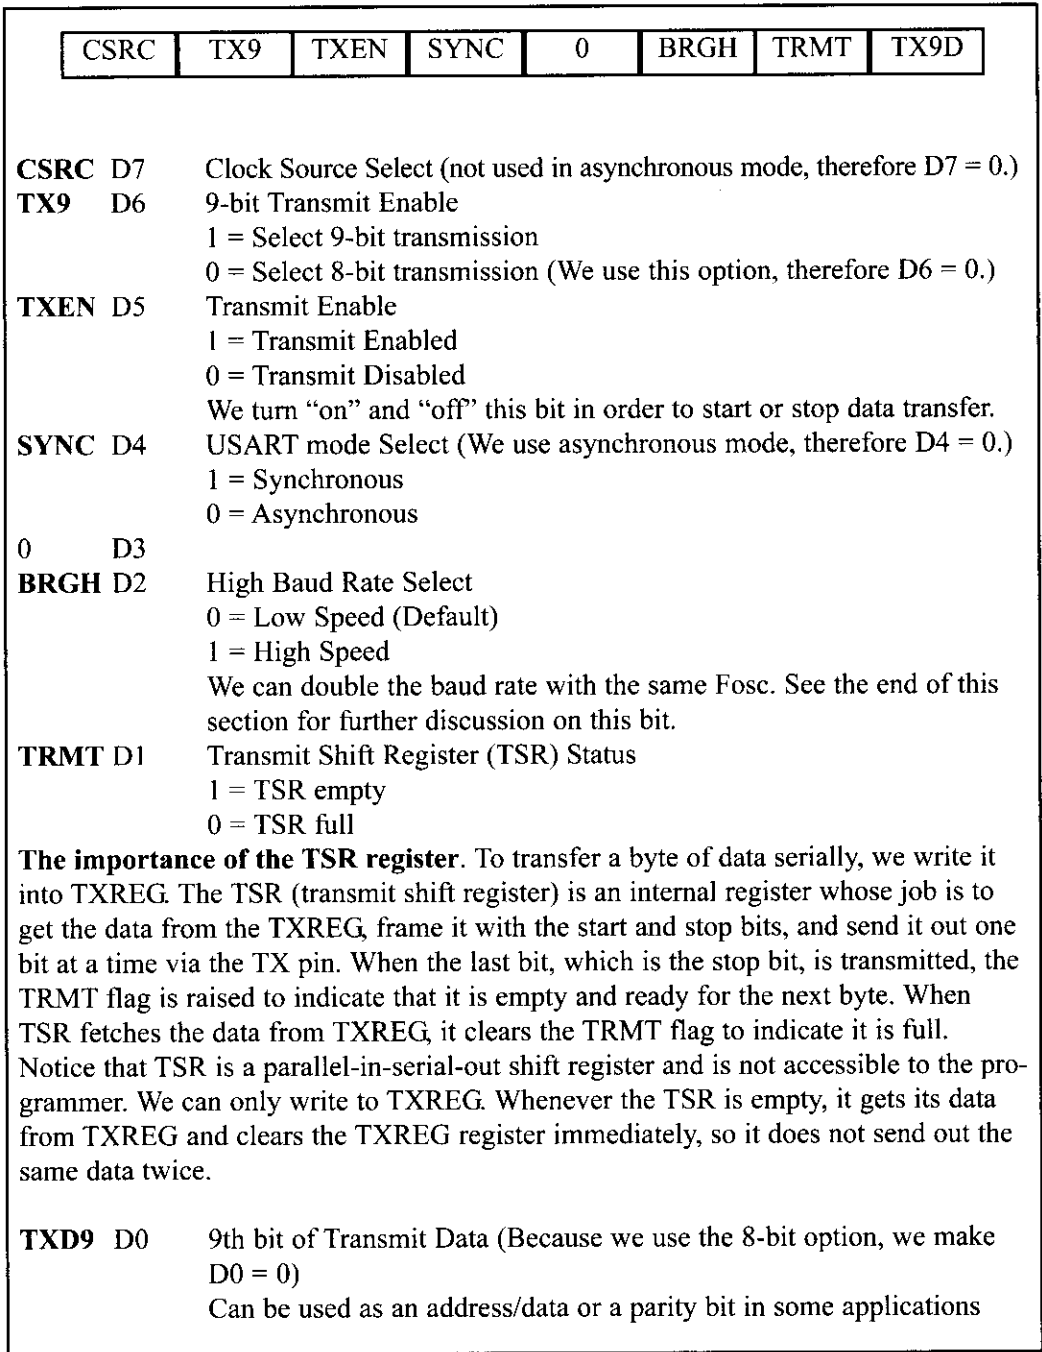 CSRC TX9 TXEN SYNC 0 BRGH TRMT TX9D
CSRC D7 Clock Source Select (not used in asynchronous mode, therefore D7 = 0.)
TX9 D6 9-bit Transmit Enable
1 = Select 9-bit transmission
0 = Select 8-bit transmission (We use this option, therefore D6 = 0.)
TXEN D5 Transmit Enable
1 = Transmit Enabled
0 = Transmit Disabled
We turn “on” and “off” this bit in order to start or stop data transfer.
SYNC D4 USART mode Select (We use asynchronous mode, therefore D4 = 0.)
1 = Synchronous
0 = Asynchronous
0 D3
BRGH D2 High Baud Rate Select
0 = Low Speed (Default)
1 = High Speed
We can double the baud rate with the same Fosc. See the end of this
section for further discussion on this bit.
TRMT D1 Transmit Shift Register (TSR) Status
1 = TSR empty
0 = TSR full
The importance of the TSR register. To transfer a byte of data serially, we write it
into TXREG. The TSR (transmit shift register) is an internal register whose job is to
get the data from the TXREG, frame it with the start and stop bits, and send it out one
bit at a time via the TX pin. When the last bit, which is the stop bit, is transmitted, the
TRMT flag is raised to indicate that it is empty and ready for the next byte. When
TSR fetches the data from TXREG, it clears the TRMT flag to indicate it is full.
Notice that TSR is a parallel-in-serial-out shift register and is not accessible to the pro-
grammer. We can only write to TXREG. Whenever the TSR is empty, it gets its data
from TXREG and clears the TXREG register immediately, so it does not send out the
same data twice.
TXD9 D0 9th bit of Transmit Data (Because we use the 8-bit option, we make
D0 = 0)
Can be used as an address/data or a parity bit in some applications